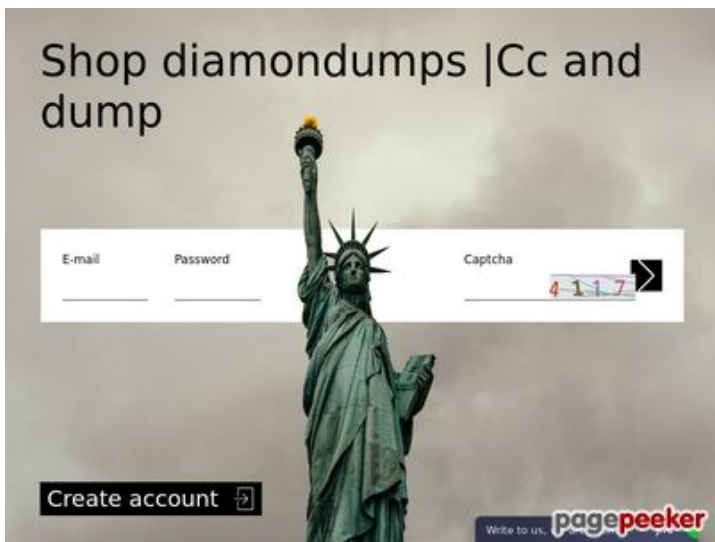 Shop diamondumps |Cc and
dump
E-mail
Password
Captcha
4117
Create account
Write to us,
pagepeeker